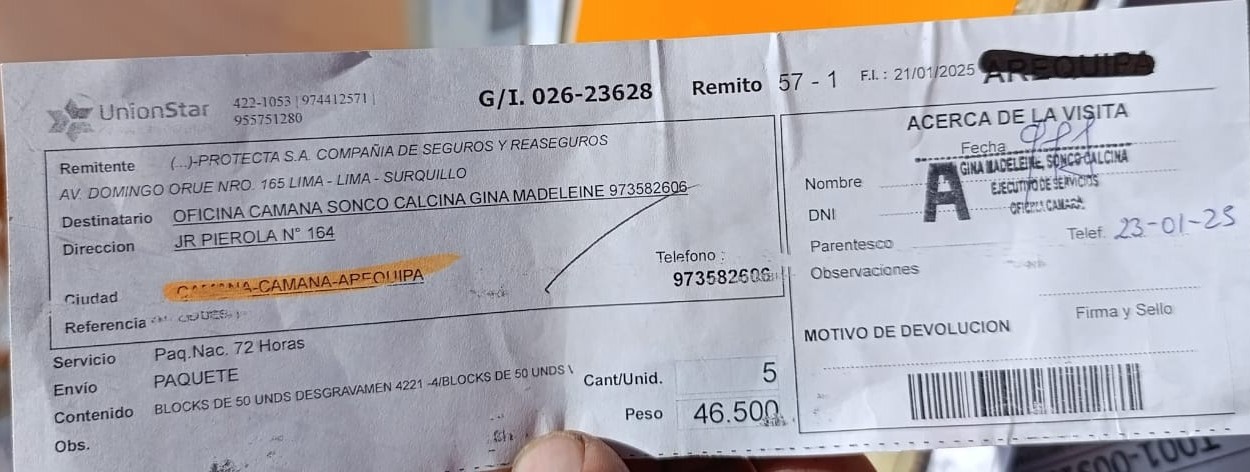 UnionStar
422-1053 | 974412571 |
955751280
G/I. 026-23628
Remito 57 - 1
F.I.: 21/01/2025
AREQUIPA
Remitente (...)-PROTECTA S.A. COMPAÑIA DE SEGUROS Y REASEGUROS
AV. DOMINGO ORUE NRO. 165 LIMA - LIMA - SURQUILLO
Destinatario OFICINA CAMANA SONCO CALCINA GINA MADELEINE 973582606
Direccion JR PIEROLA N° 164
Telefono :
973582606
Ciudad CAMANA-CAMANA-AREQUIPA
Referencia
Servicio Paq.Nac. 72 Horas
Envío PAQUETE
Contenido BLOCKS DE 50 UNDS DESGRAVAMEN 4221 -4/BLOCKS DE 50 UNDS
Obs.
Cant/Unid. 5
Peso 46.500
ACERCA DE LA VISITA
Fecha
GINA MADELEINE SONCO CALCINA
EJECUTIVO DE SERVICIOS
OFICINA CAMANÁ
A
Nombre
DNI
Telef. 23-01-25
Parentesco
Observaciones
Firma y Sello
MOTIVO DE DEVOLUCION